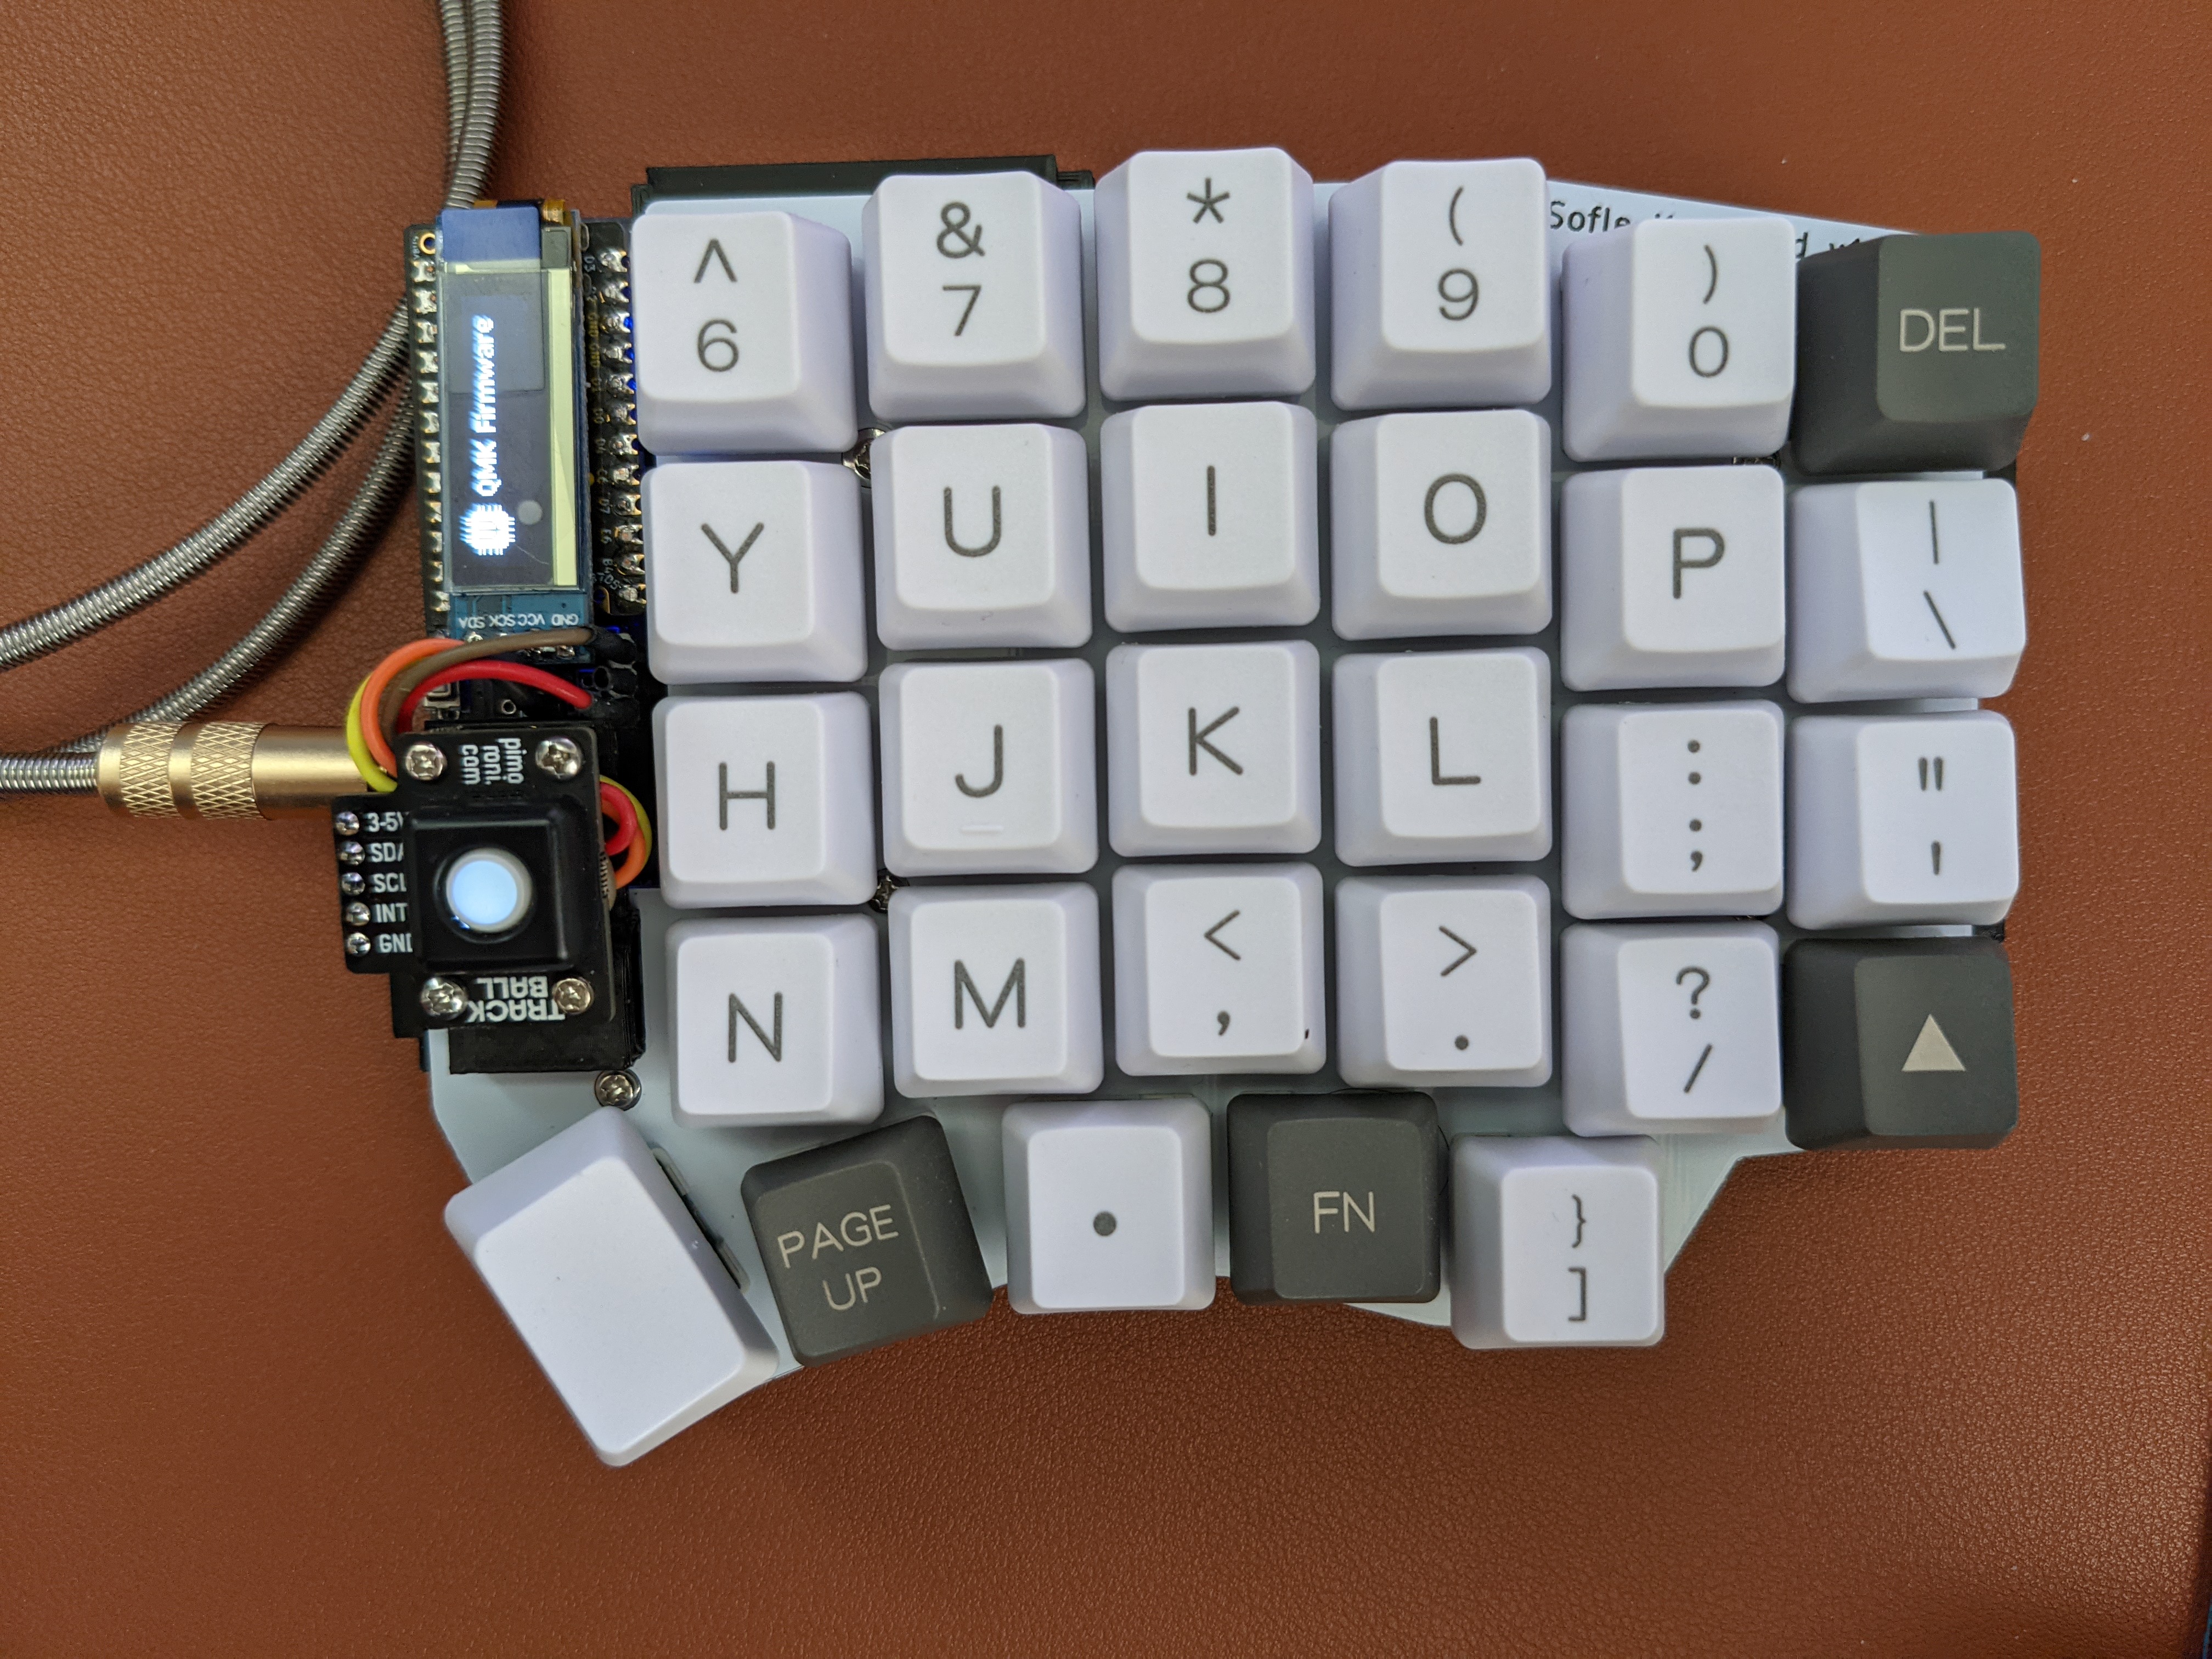 Sofle
^ & * ( )
6 7 8 9 0 DEL
QMK Firmware
Y U I O P |
\
GND VCC SCK SDA
H J K L : "
; '
pimo
roni.
com
3-5V
SDA
SCL
INT
GND
TRACK
BALL
N M < > ?
, . /
PAGE
UP
FN
}
]